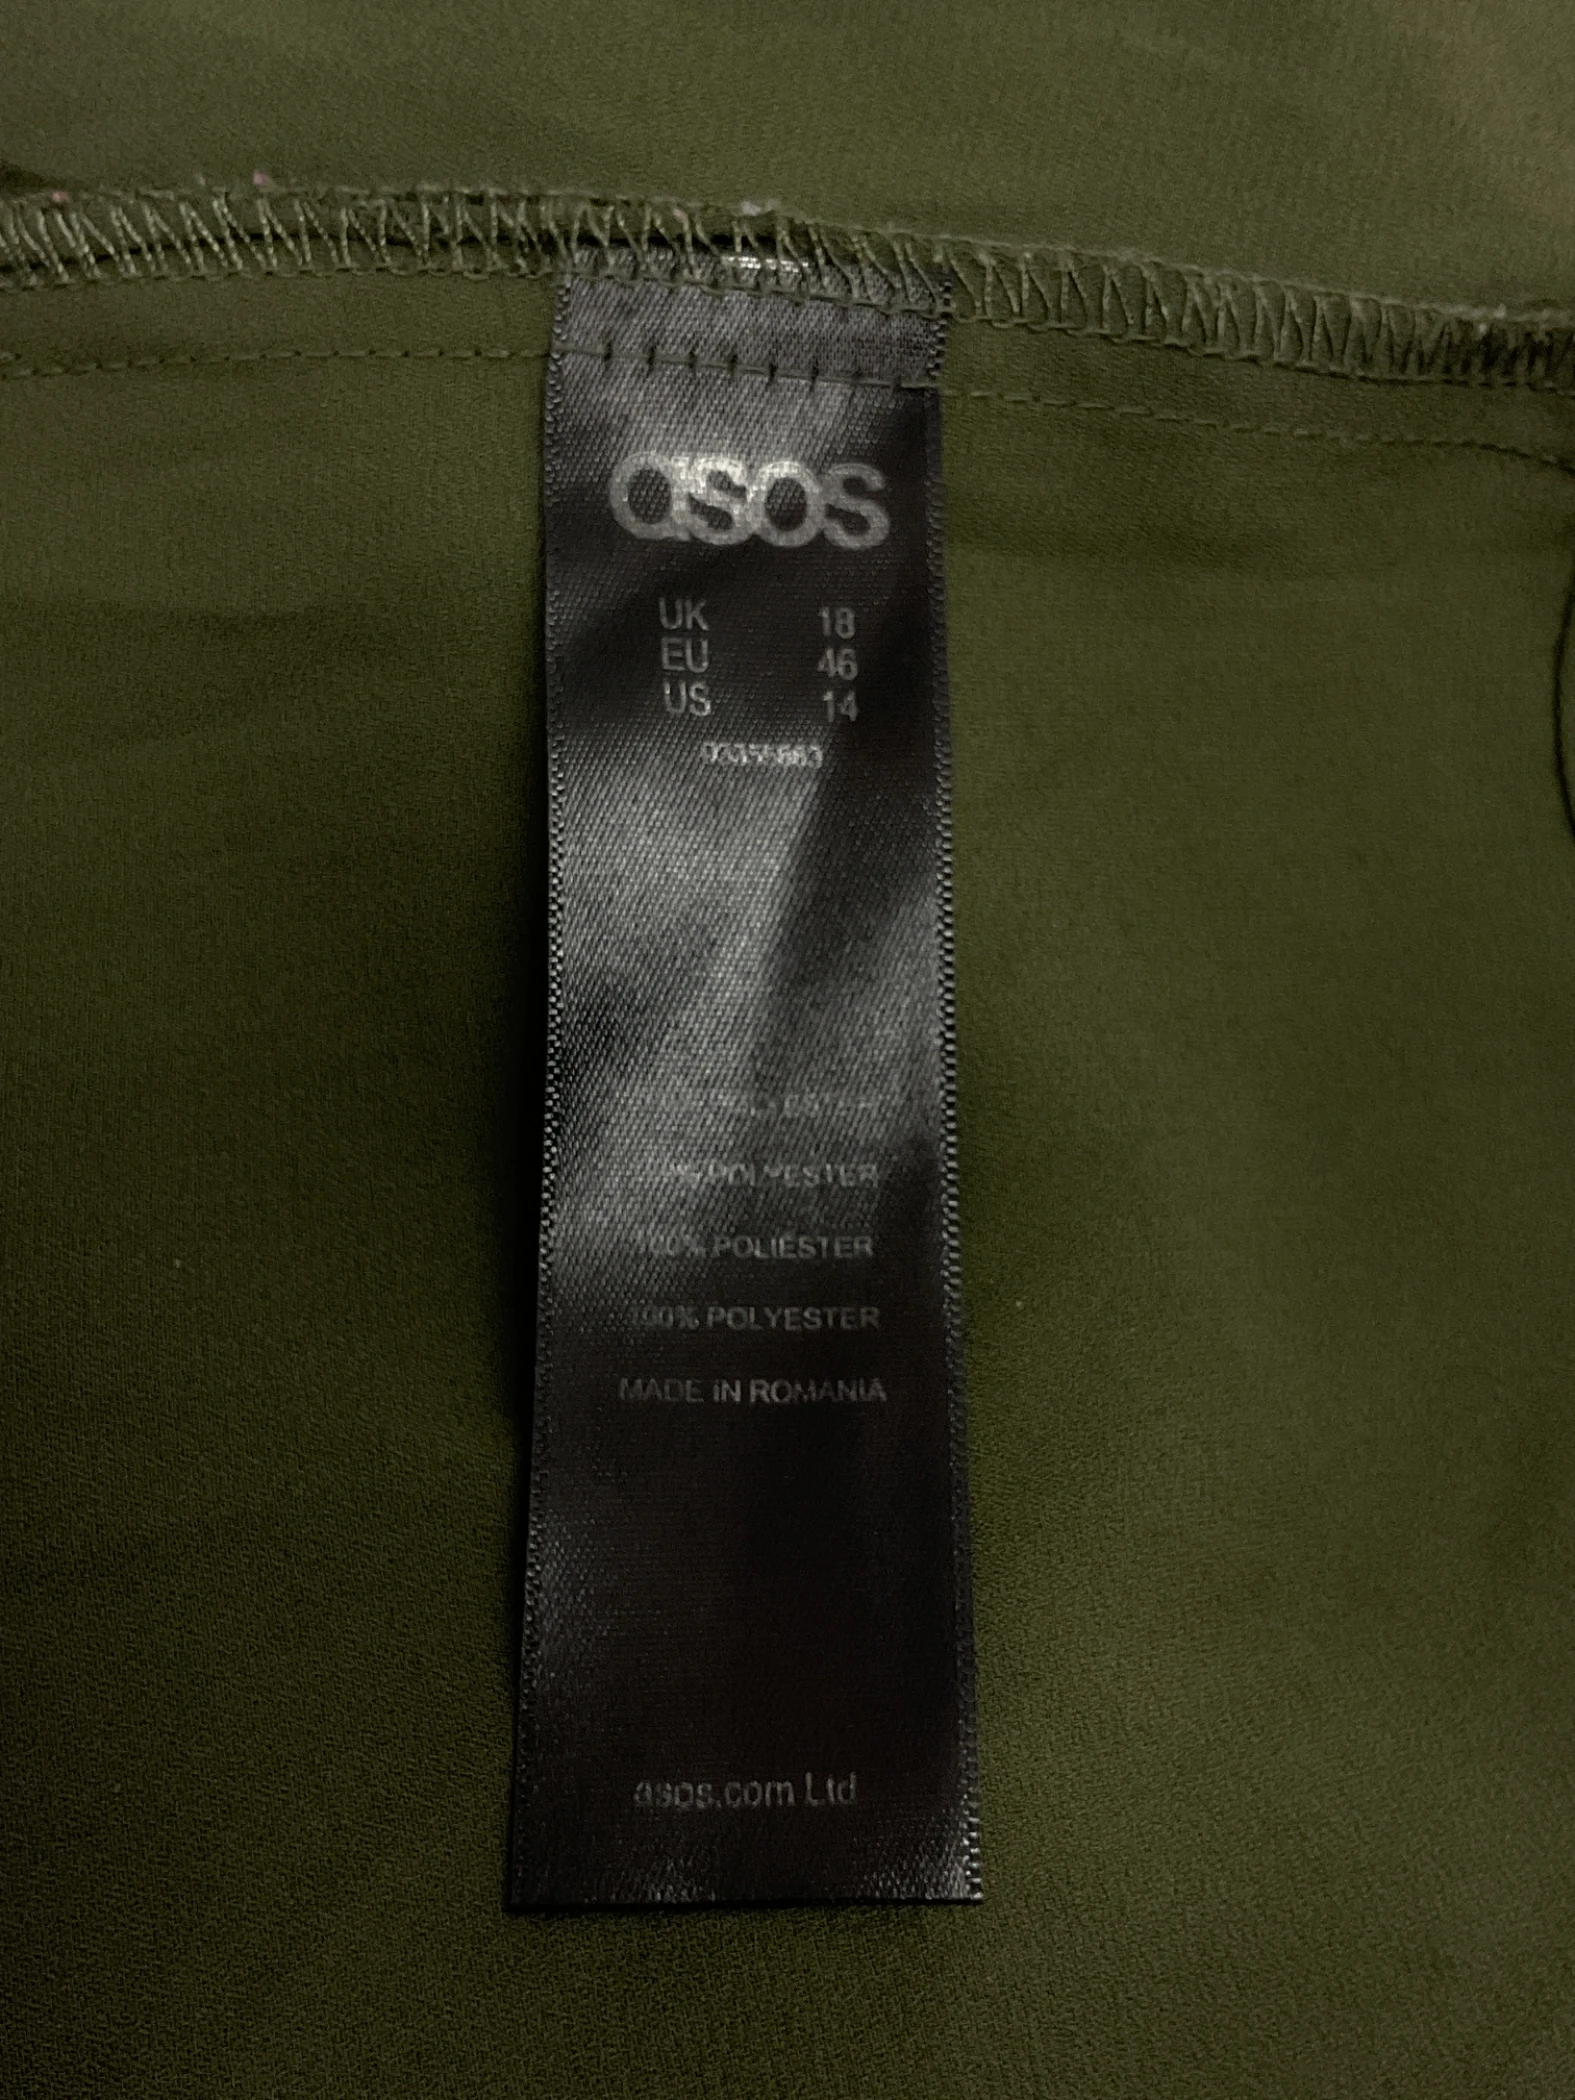 asos
UK 18
EU 46
US 14
POLYESTER
100% POLIESTER
100% POLYESTER
MADE IN ROMANIA
asos.com Ltd